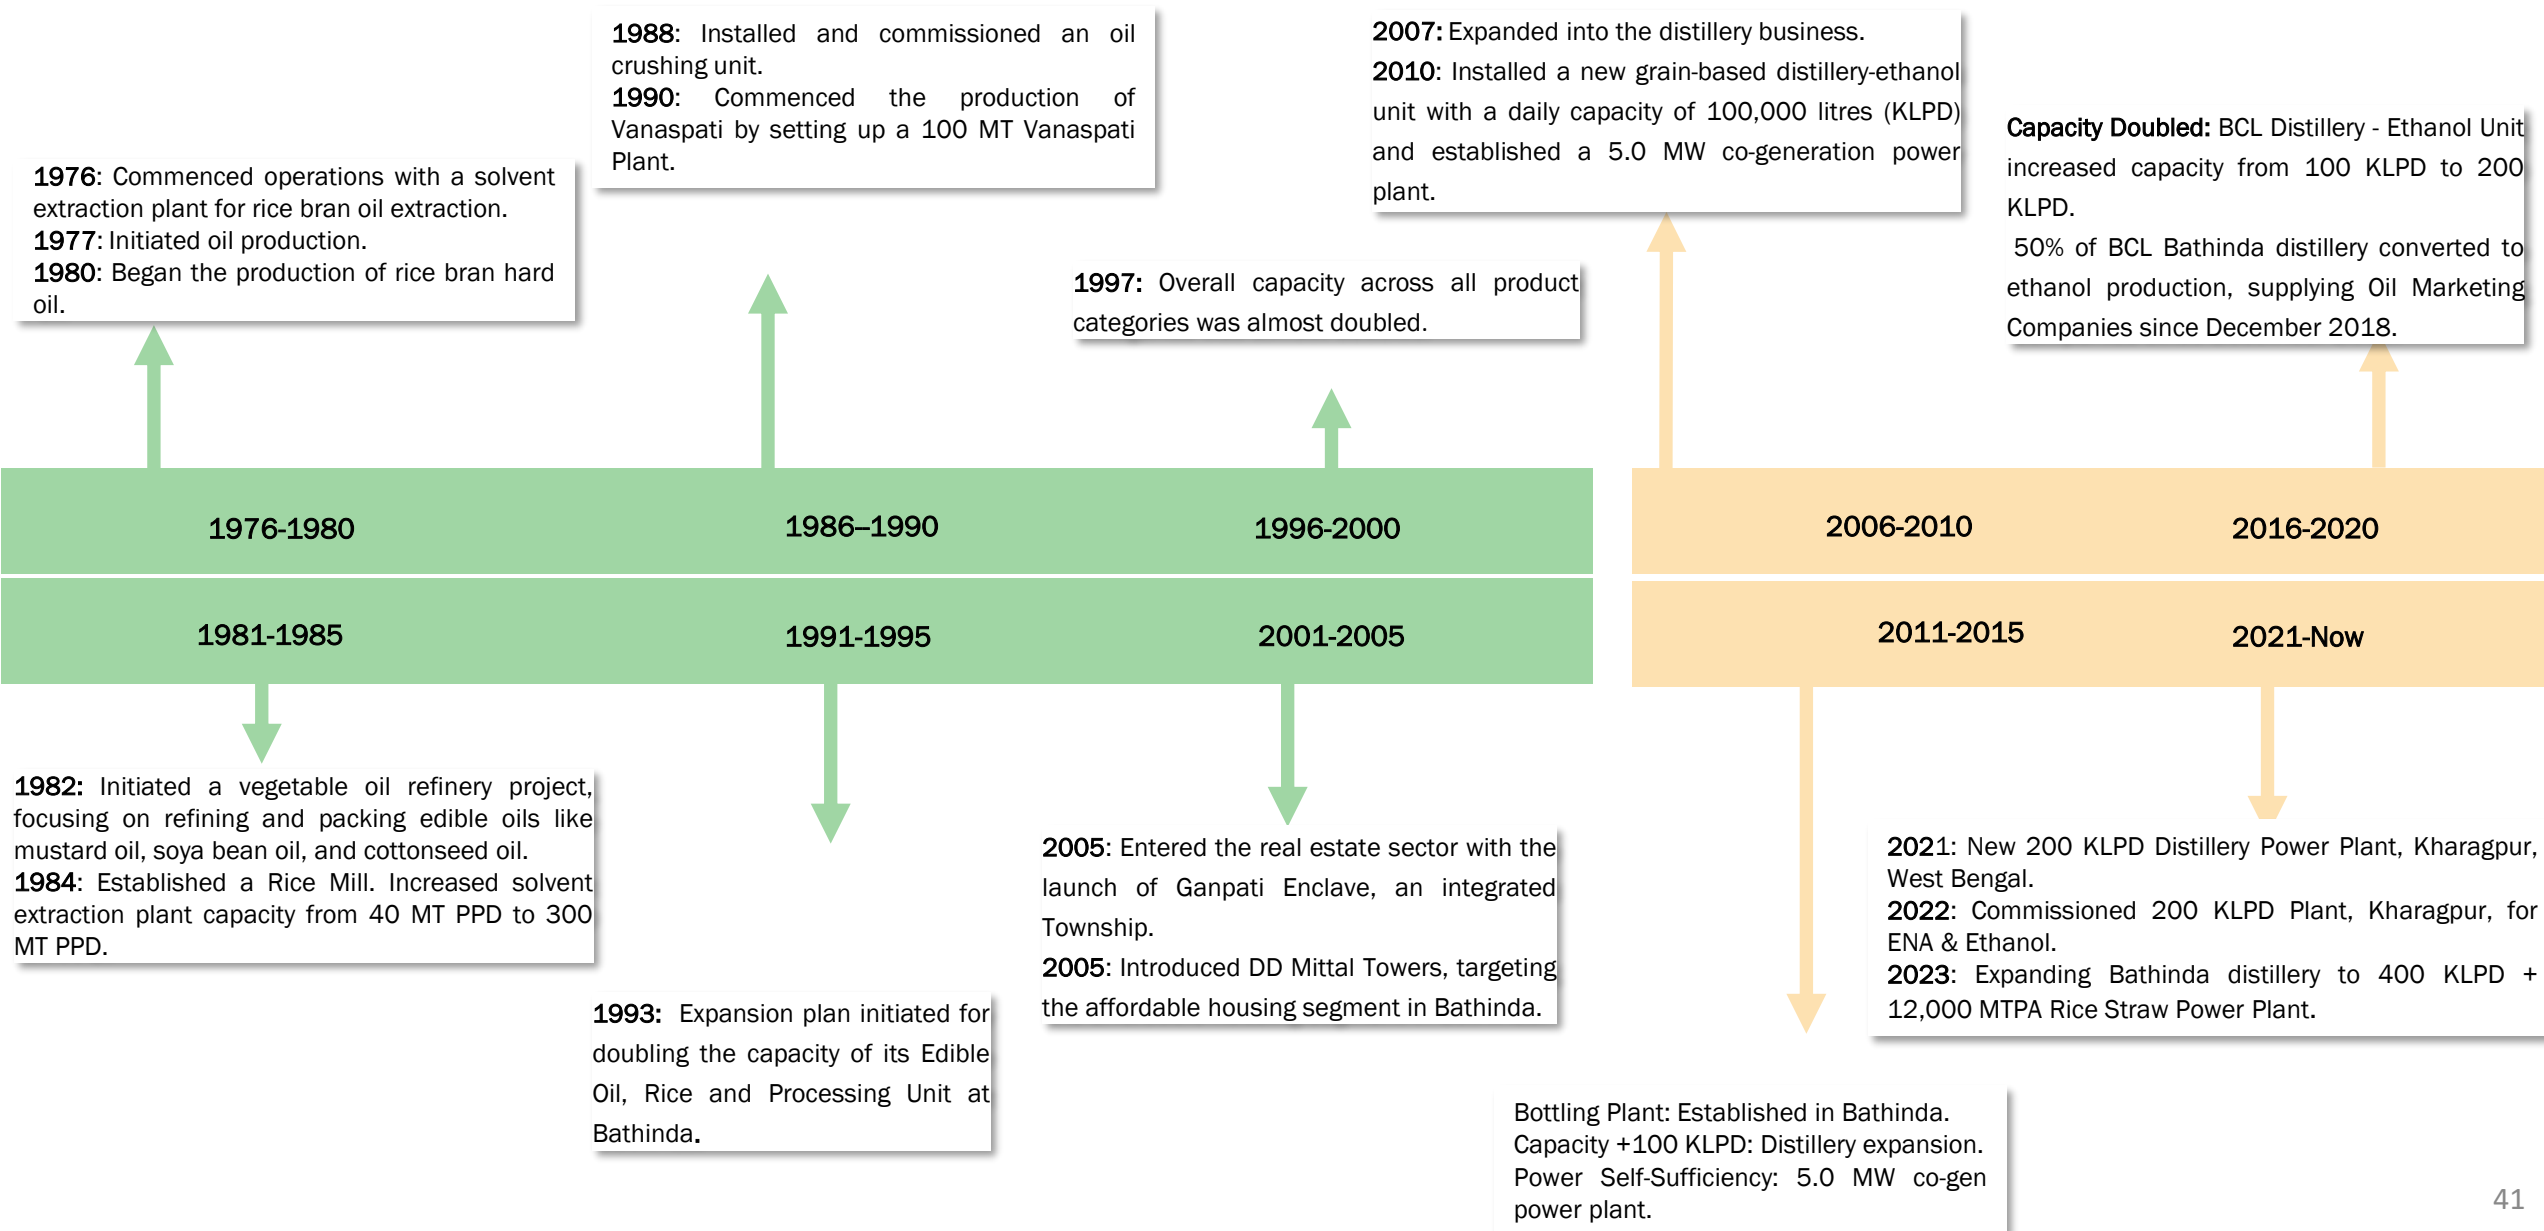 1976: Commenced operations with a solvent
extraction plant for rice bran oil extraction.
1977: Initiated oil production.
1980: Began the production of rice bran hard
oil.
1988: Installed and commissioned an oil
crushing unit.
1990: Commenced the production of
Vanaspati by setting up a 100 MT Vanaspati
Plant.
1997: Overall capacity across all product
categories was almost doubled.
2007: Expanded into the distillery business.
2010: Installed a new grain-based distillery-ethanol
unit with a daily capacity of 100,000 litres (KLPD)
and established a 5.0 MW co-generation power
plant.
Capacity Doubled: BCL Distillery - Ethanol Unit
increased capacity from 100 KLPD to 200
KLPD.
50% of BCL Bathinda distillery converted to
ethanol production, supplying Oil Marketing
Companies since December 2018.
1976-1980
1986–1990
1996-2000
2006-2010
2016-2020
1981-1985
1991-1995
2001-2005
2011-2015
2021-Now
1982: Initiated a vegetable oil refinery project,
focusing on refining and packing edible oils like
mustard oil, soya bean oil, and cottonseed oil.
1984: Established a Rice Mill. Increased solvent
extraction plant capacity from 40 MT PPD to 300
MT PPD.
1993: Expansion plan initiated for
doubling the capacity of its Edible
Oil, Rice and Processing Unit at
Bathinda.
2005: Entered the real estate sector with the
launch of Ganpati Enclave, an integrated
Township.
2005: Introduced DD Mittal Towers, targeting
the affordable housing segment in Bathinda.
Bottling Plant: Established in Bathinda.
Capacity +100 KLPD: Distillery expansion.
Power Self-Sufficiency: 5.0 MW co-gen
power plant.
2021: New 200 KLPD Distillery Power Plant, Kharagpur,
West Bengal.
2022: Commissioned 200 KLPD Plant, Kharagpur, for
ENA & Ethanol.
2023: Expanding Bathinda distillery to 400 KLPD +
12,000 MTPA Rice Straw Power Plant.
41